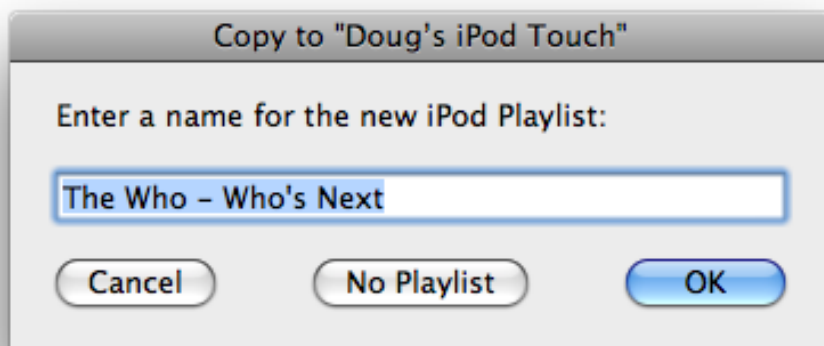 Copy to "Doug's iPod Touch"
Enter a name for the new iPod Playlist:
The Who – Who's Next
Cancel No Playlist OK